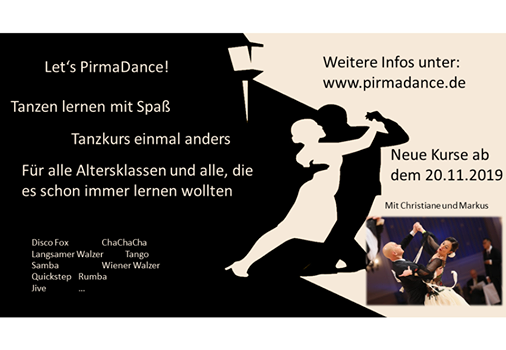 Let's PirmaDance!
Tanzen lernen mit Spaß
Tanzkurs einmal anders
Für alle Altersklassen und alle, die
es schon immer lernen wollten
Disco Fox ChaChaCha
Langsamer Walzer Tango
Samba Wiener Walzer
Quickstep Rumba
Jive ...
Weitere Infos unter:
www.pirmadance.de
Neue Kurse ab
dem 20.11.2019
Mit Christiane und Markus